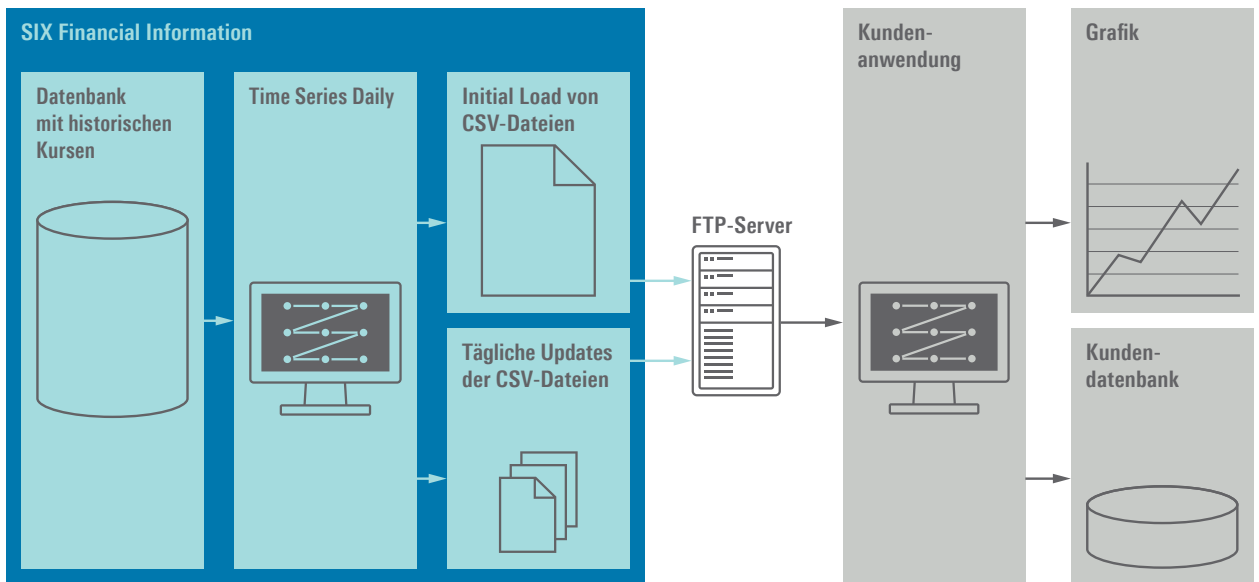 SIX Financial Information
Datenbank
mit historischen
Kursen
Time Series Daily
Initial Load von
CSV-Dateien
Tägliche Updates
der CSV-Dateien
FTP-Server
Kunden-
anwendung
Grafik
Kunden-
datenbank